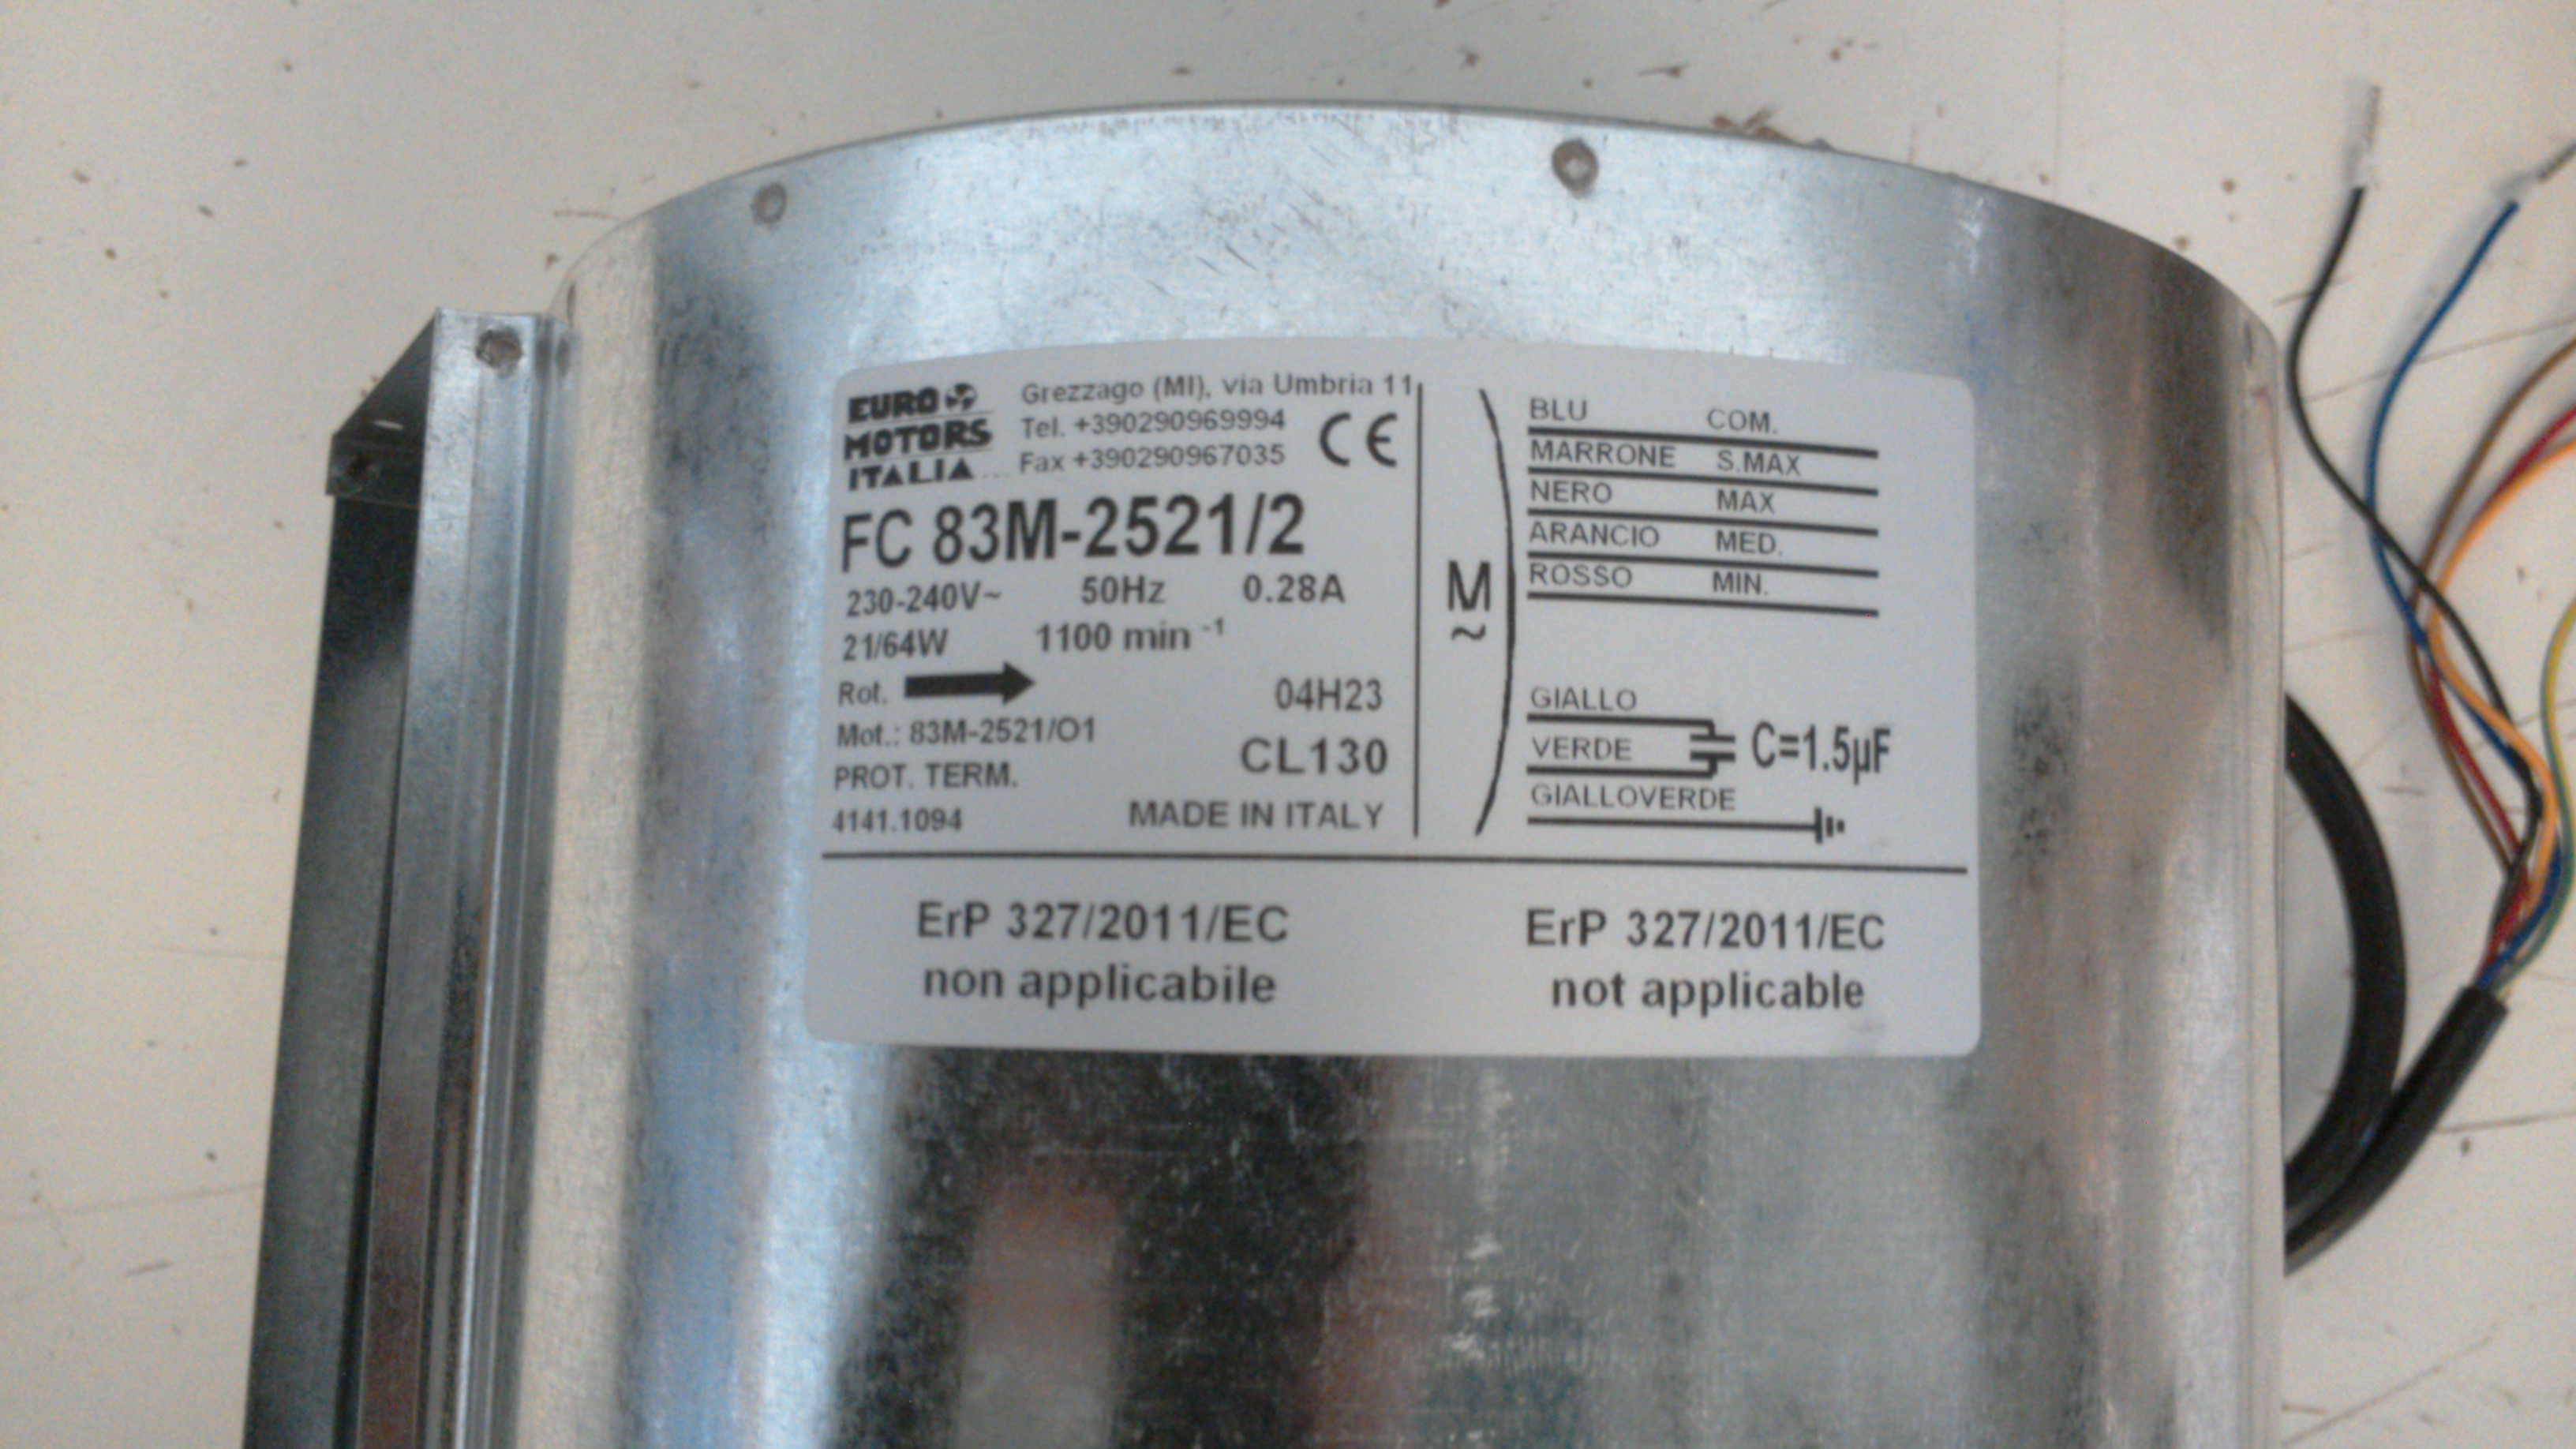 EURO
MOTORS
ITALIA
Grezzago (MI), via Umbria 11
Tel. +390290969994
Fax +390290967035
CE
FC 83M-2521/2
230-240V~ 50Hz 0.28A
21/64W 1100 min -1
Rot. 04H23
Mot.: 83M-2521/O1
PROT. TERM. CL130
4141.1094 MADE IN ITALY
M
~
BLU COM.
MARRONE S.MAX
NERO MAX
ARANCIO MED.
ROSSO MIN.
GIALLO
VERDE C=1.5µF
GIALLOVERDE
ErP 327/2011/EC
non applicabile
ErP 327/2011/EC
not applicable